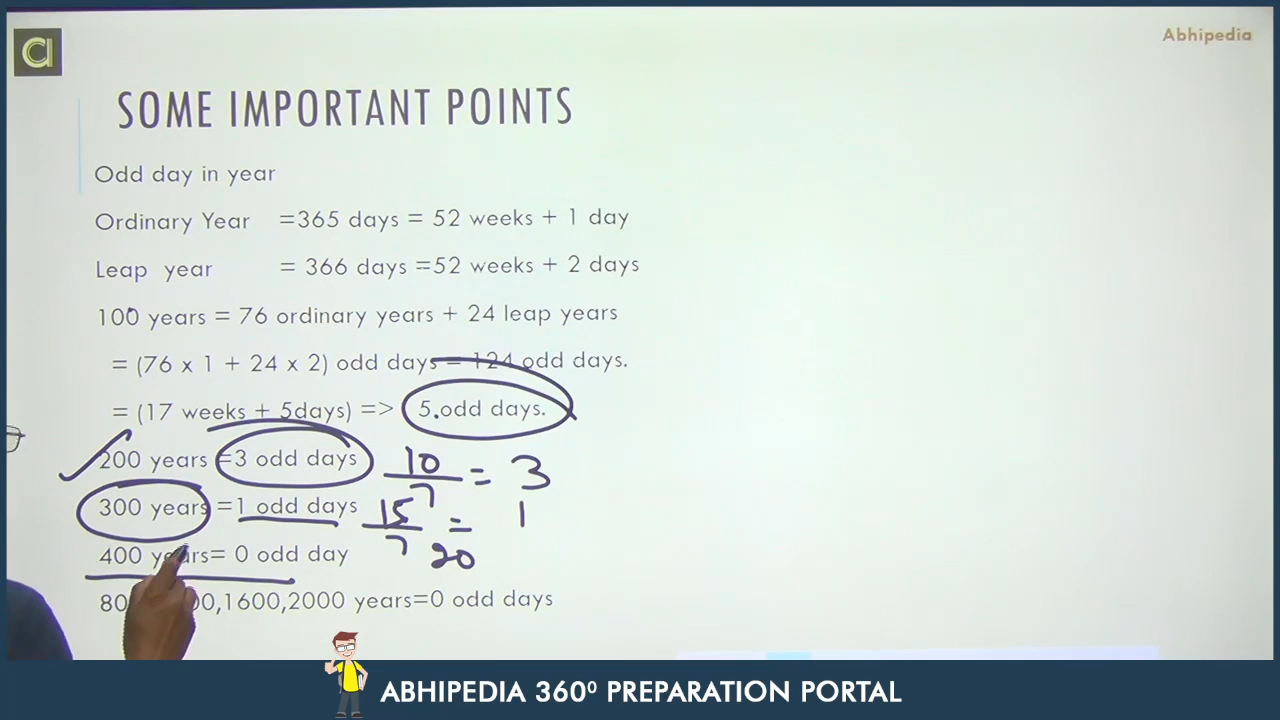 Abhipedia
SOME IMPORTANT POINTS
Odd day in year
Ordinary Year =365 days = 52 weeks + 1 day
Leap year = 366 days =52 weeks + 2 days
100 years = 76 ordinary years + 24 leap years
= (76 x 1 + 24 x 2) odd days = 124 odd days.
= (17 weeks + 5days) => 5 odd days.
200 years =3 odd days 10/7 = 3
300 years =1 odd days 15/7 = 1
400 years= 0 odd day 20
,1600,2000 years=0 odd days
ABHIPEDIA 360⁰ PREPARATION PORTAL